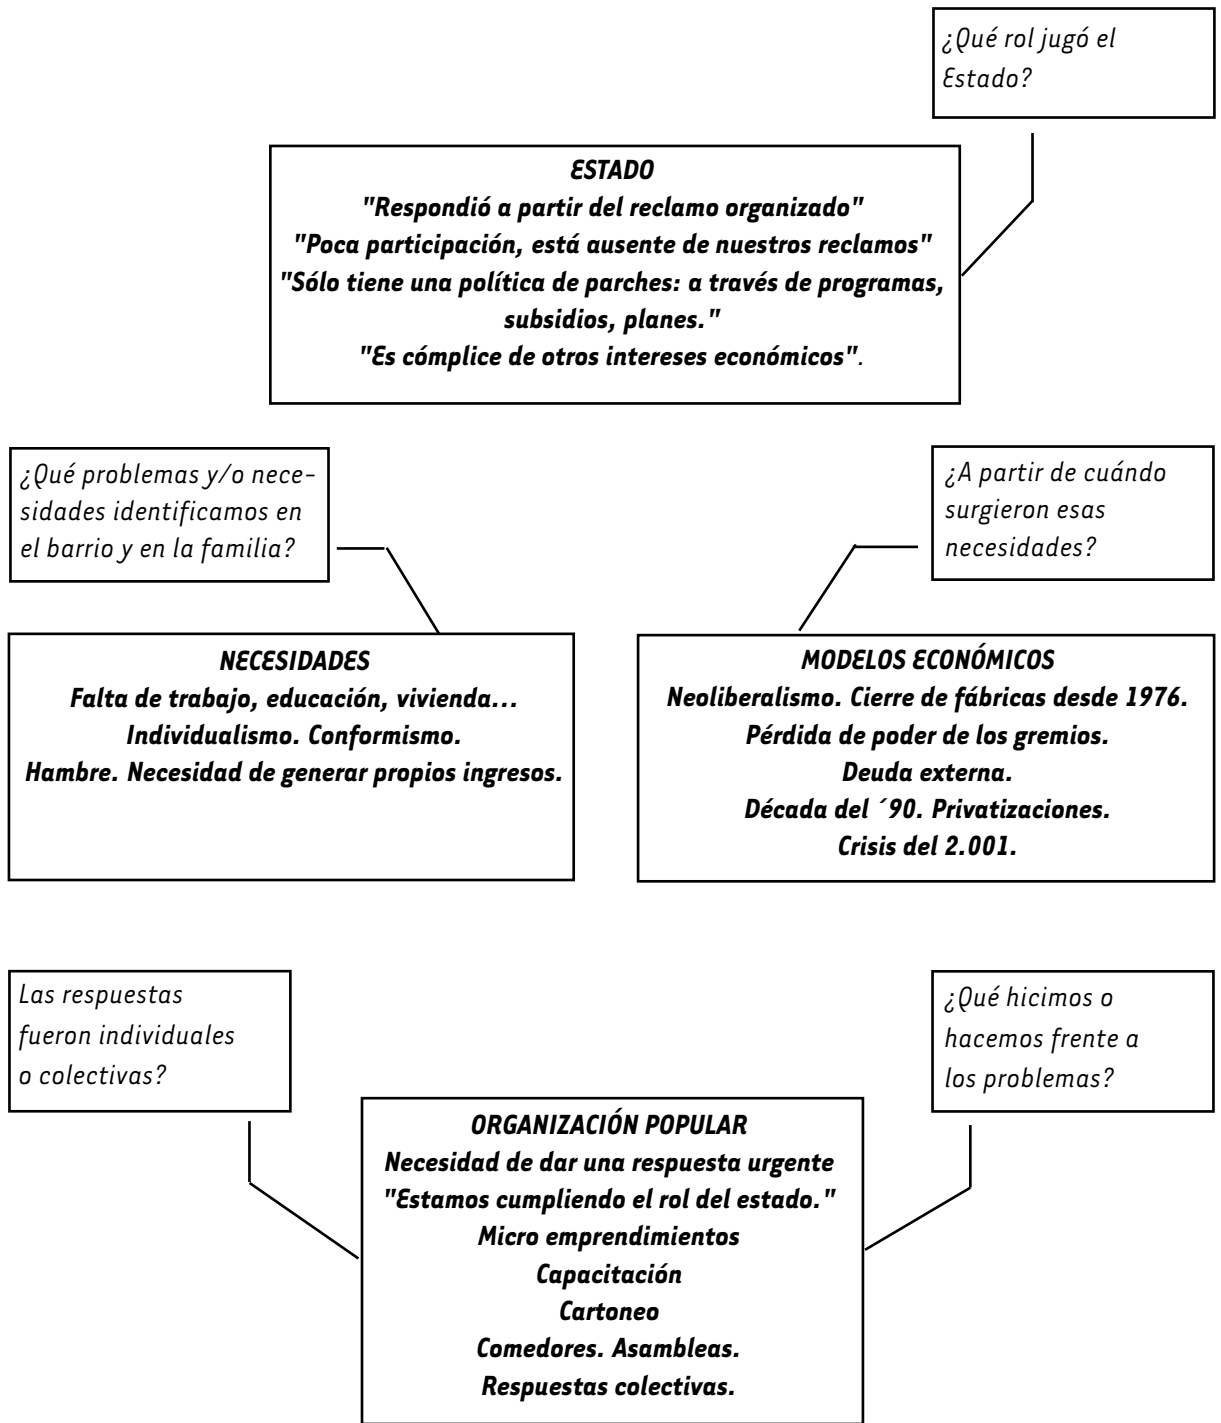 ¿Qué rol jugó el
Estado?
ESTADO
"Respondió a partir del reclamo organizado"
"Poca participación, está ausente de nuestros reclamos"
"Sólo tiene una política de parches: a través de programas,
subsidios, planes."
"Es cómplice de otros intereses económicos".
¿Qué problemas y/o nece-
sidades identificamos en
el barrio y en la familia?
¿A partir de cuándo
surgieron esas
necesidades?
NECESIDADES
Falta de trabajo, educación, vivienda...
Individualismo. Conformismo.
Hambre. Necesidad de generar propios ingresos.
MODELOS ECONÓMICOS
Neoliberalismo. Cierre de fábricas desde 1976.
Pérdida de poder de los gremios.
Deuda externa.
Década del ´90. Privatizaciones.
Crisis del 2.001.
Las respuestas
fueron individuales
o colectivas?
¿Qué hicimos o
hacemos frente a
los problemas?
ORGANIZACIÓN POPULAR
Necesidad de dar una respuesta urgente
"Estamos cumpliendo el rol del estado."
Micro emprendimientos
Capacitación
Cartoneo
Comedores. Asambleas.
Respuestas colectivas.